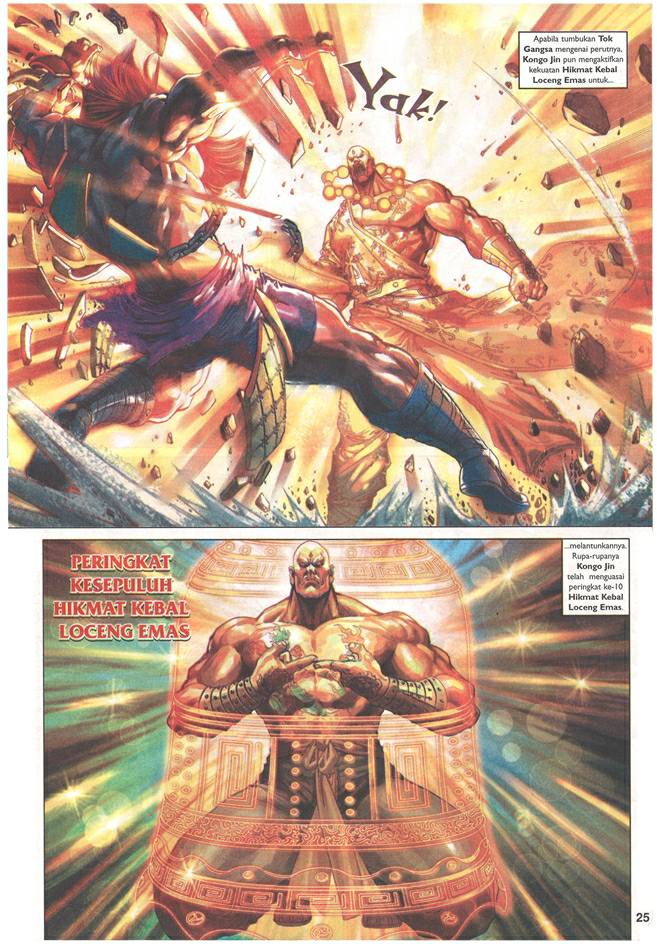 Apabila tumbukan Tok
Gangsa mengenai perutnya,
Kongo Jin pun mengaktifkan
kekuatan Hikmat Kebal
Loceng Emas untuk...
Yak!
PERINGKAT
KESEPULUH
HIKMAT KEBAL
LOCENG EMAS
...melantunkannya.
Rupa-rupanya
Kongo Jin
telah menguasai
peringkat ke-10
Hikmat Kebal
Loceng Emas.
25